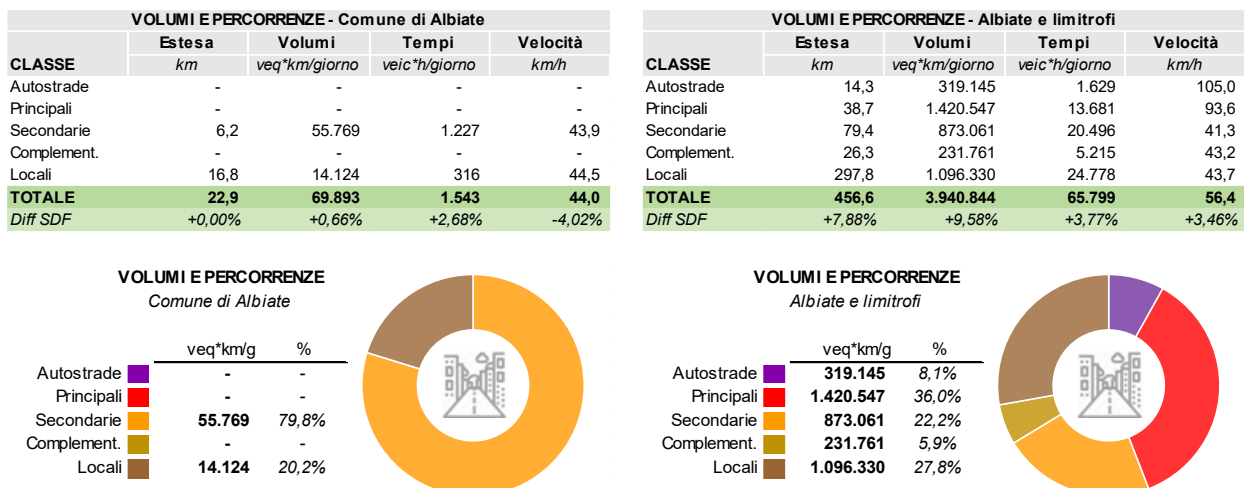 VOLUMI E PERCORRENZE - Comune di Albiate
Estesa Volumi Tempi Velocità
CLASSE km veq*km/giorno veic*h/giorno km/h
Autostrade - - - -
Principali - - - -
Secondarie 6,2 55.769 1.227 43,9
Complement. - - - -
Locali 16,8 14.124 316 44,5
TOTALE 22,9 69.893 1.543 44,0
Diff SDF +0,00% +0,66% +2,68% -4,02%
VOLUMI E PERCORRENZE - Albiate e limitrofi
Estesa Volumi Tempi Velocità
CLASSE km veq*km/giorno veic*h/giorno km/h
Autostrade 14,3 319.145 1.629 105,0
Principali 38,7 1.420.547 13.681 93,6
Secondarie 79,4 873.061 20.496 41,3
Complement. 26,3 231.761 5.215 43,2
Locali 297,8 1.096.330 24.778 43,7
TOTALE 456,6 3.940.844 65.799 56,4
Diff SDF +7,88% +9,58% +3,77% +3,46%
VOLUMI E PERCORRENZE
Comune di Albiate
veq*km/g %
Autostrade - -
Principali - -
Secondarie 55.769 79,8%
Complement. - -
Locali 14.124 20,2%
VOLUMI E PERCORRENZE
Albiate e limitrofi
veq*km/g %
Autostrade 319.145 8,1%
Principali 1.420.547 36,0%
Secondarie 873.061 22,2%
Complement. 231.761 5,9%
Locali 1.096.330 27,8%